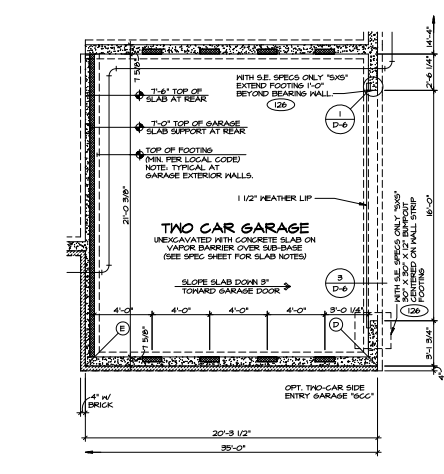 7 5/8"
14'-4"
2'-6 1/4"
WITH S.E. SPECS ONLY "SXS"
EXTEND FOOTING 1'-0"
BEYOND BEARING WALL.
126
7'-6" TOP OF
SLAB AT REAR
1
D-6
7'-0" TOP OF GARAGE
SLAB SUPPORT AT REAR
TOP OF FOOTING
(MIN. PER LOCAL CODE)
NOTE: TYPICAL AT
GARAGE EXTERIOR WALLS.
21'-0 3/8"
1 1/2" WEATHER LIP
16'-0"
WITH S.E. SPECS ONLY "SXS"
30" X 30" X 12" BUMPOUT
CENTERED ON WALL STRIP
FOOTING
126
TWO CAR GARAGE
UNEXCAVATED WITH CONCRETE SLAB ON
VAPOR BARRIER OVER SUB-BASE
(SEE SPEC SHEET FOR SLAB NOTES)
3
D-6
SLOPE SLAB DOWN 3"
TOWARD GARAGE DOOR
4'-0"
4'-0"
4'-0"
4'-0"
3'-0 1/4"
E
D
7 5/8"
3'-1 3/4"
4"
4" W/
BRICK
OPT. TWO-CAR SIDE
ENTRY GARAGE "GCC"
20'-3 1/2"
35'-0"